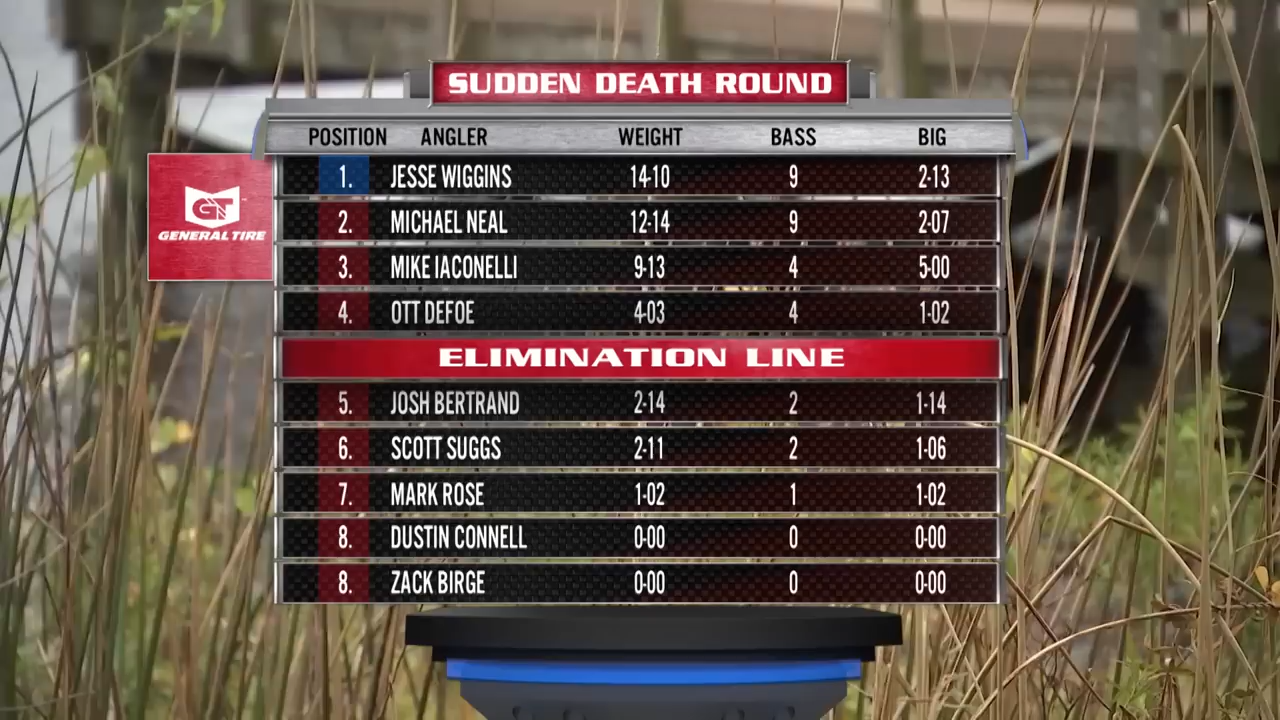 SUDDEN DEATH ROUND
POSITION ANGLER WEIGHT BASS BIG
1. JESSE WIGGINS 14-10 9 2-13
2. MICHAEL NEAL 12-14 9 2-07
GT
GENERAL TIRE
3. MIKE IACONELLI 9-13 4 5-00
4. OTT DEFOE 4-03 4 1-02
ELIMINATION LINE
5. JOSH BERTRAND 2-14 2 1-14
6. SCOTT SUGGS 2-11 2 1-06
7. MARK ROSE 1-02 1 1-02
8. DUSTIN CONNELL 0-00 0 0-00
8. ZACK BIRGE 0-00 0 0-00